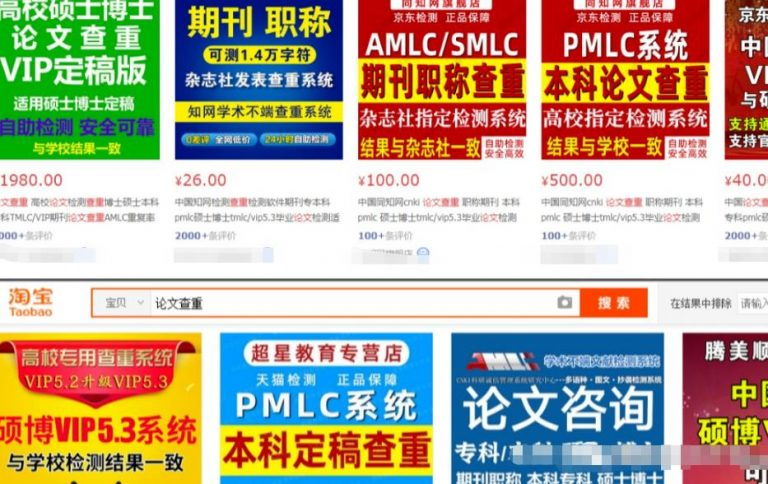 高校硕士博士
论文查重
VIP定稿版
适用硕士博士定稿
自助检测 安全可靠
与学校结果一致
期刊 职称
可测1.4万字符
杂志社发表查重系统
知网学术不端查重系统
0差评 全网低价
24小时自助检测
同知网旗舰店
京东检测 正品保障
AMLC/SMLC
期刊职称查重
杂志社指定检测系统
结果与杂志社一致
自助检测
安全高效
同知网旗舰店
京东检测 正品保障
PMLC系统
本科论文查重
高校指定检测系统
结果与学校一致
自助检测
安全高效
京东
中国
VI
与硕
支持通
支持官
1980.00
文查重 高校论文检测查重博士硕士本科
科TMLC/VIP期刊论文查重AMLC重复率
2000+条评价
¥26.00
中国知网检测查重检测软件期刊专本科
pmlc 硕士博士tmlc/vip5.3毕业论文检测适
2000+条评价
¥100.00
中国同知网cnki 论文查重 职称期刊 本科
pmlc 硕士博士tmlc/vip5.3毕业论文检测
100+条评价
¥500.00
中国同知网cnki 论文查重 职称期刊 本科
pmlc 硕士博士tmlc/vip5.3毕业论文检测
100+条评价
¥40.0
中国论文
专科pmlc
200+条评价
淘宝
Taobao
宝贝
论文查重
搜索
在结果中排除
请输入
高校专用查重系统
VIP5.2升级VIP5.3
硕博VIP5.3系统
与学校检测结果一致
超星教育专营店
天猫检测 正品保障
PMLC系统
本科定稿查重
AMLC
学术不端文献检测系统
CNKI科研诚信管理系统研究中心
多语种·图文·抄袭检测系统
论文咨询
专科/
期刊职称 本科专科 硕士博士
腾美顺
中国
硕博V